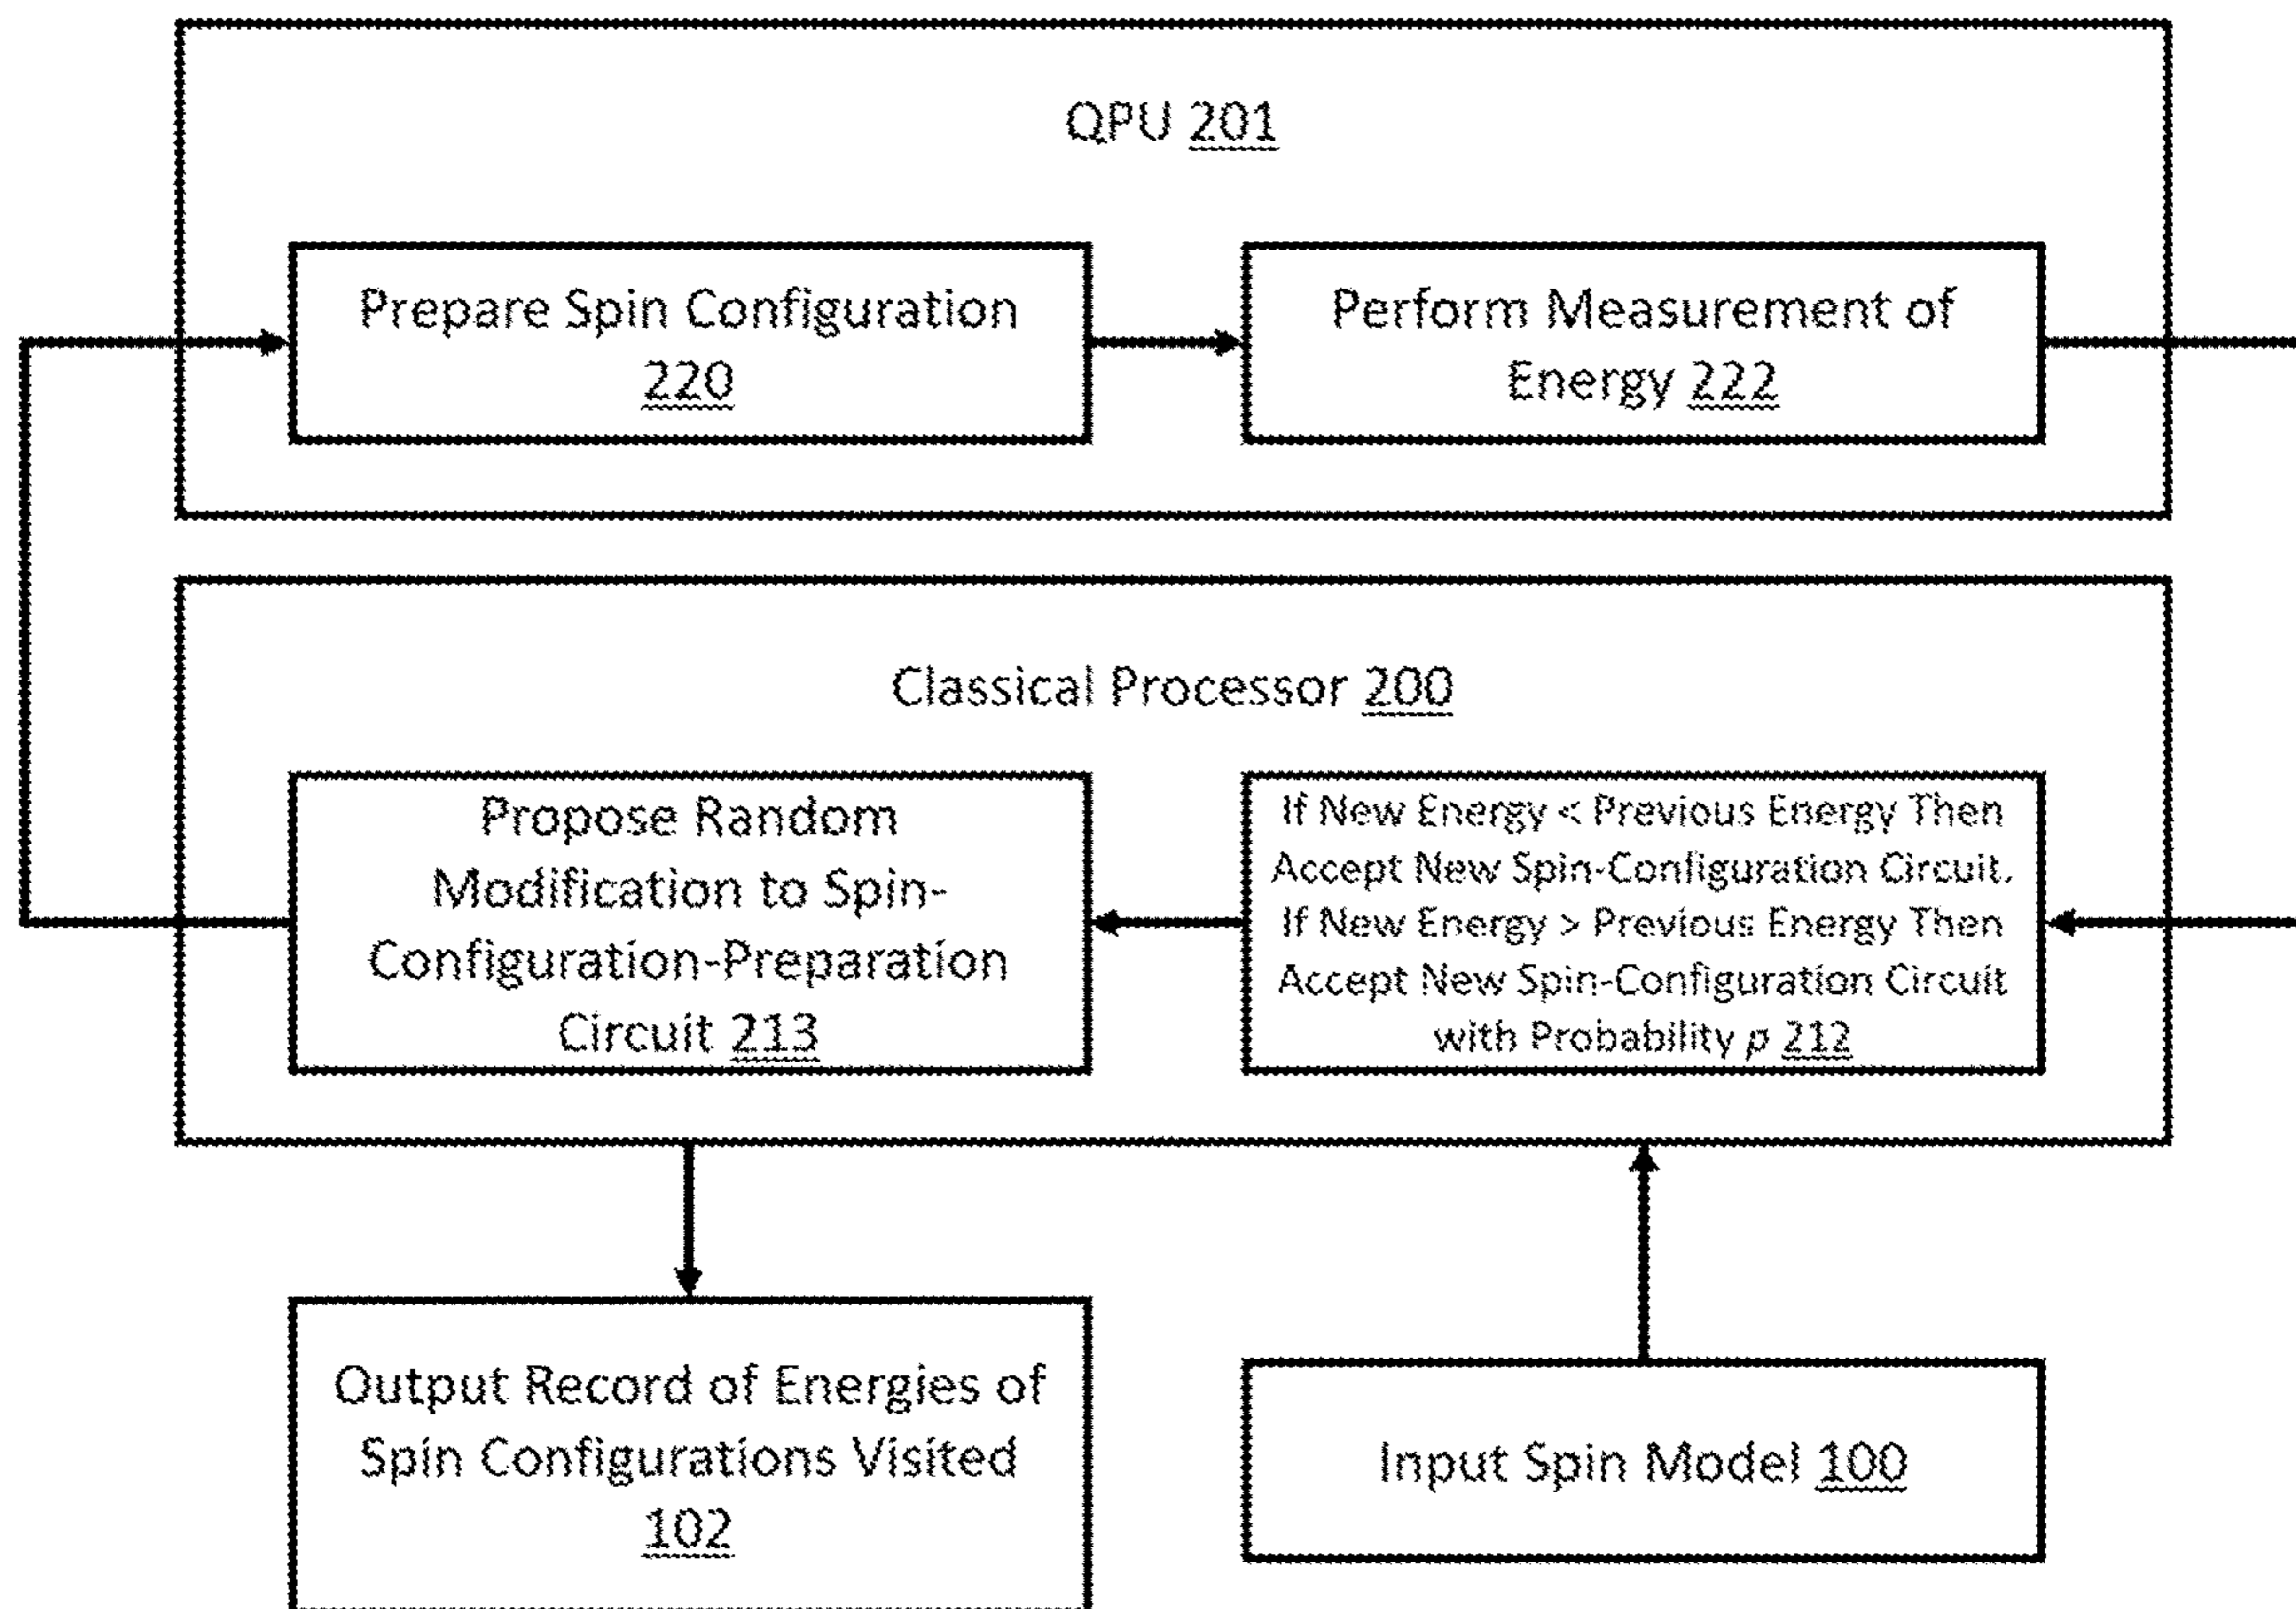 QPU 201
Prepare Spin Configuration
220
Perform Measurement of
Energy 222
Classical Processor 200
Propose Random
Modification to Spin-
Configuration-Preparation
Circuit 213
If New Energy < Previous Energy Then
Accept New Spin-Configuration Circuit.
If New Energy > Previous Energy Then
Accept New Spin-Configuration Circuit
with Probability p 212
Output Record of Energies of
Spin Configurations Visited
102
Input Spin Model 100